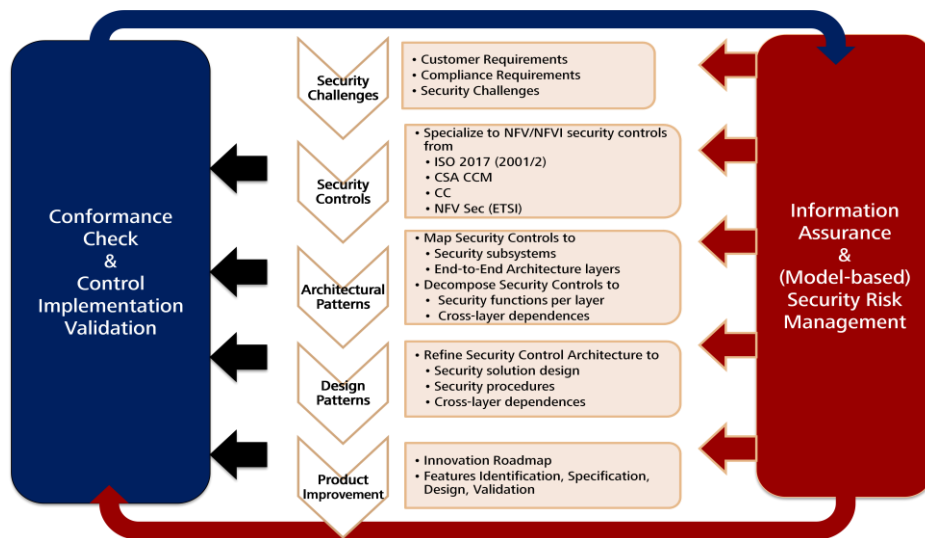 Conformance
Check
&
Control
Implementation
Validation
Security
Challenges
• Customer Requirements
• Compliance Requirements
• Security Challenges
Security
Controls
• Specialize to NFV/NFVI security controls
from
• ISO 2017 (2001/2)
• CSA CCM
• CC
• NFV Sec (ETSI)
Architectural
Patterns
• Map Security Controls to
• Security subsystems
• End-to-End Architecture layers
• Decompose Security Controls to
• Security functions per layer
• Cross-layer dependences
Design
Patterns
• Refine Security Control Architecture to
• Security solution design
• Security procedures
• Cross-layer dependences
Product
Improvement
• Innovation Roadmap
• Features Identification, Specification,
Design, Validation
Information
Assurance
&
(Model-based)
Security Risk
Management